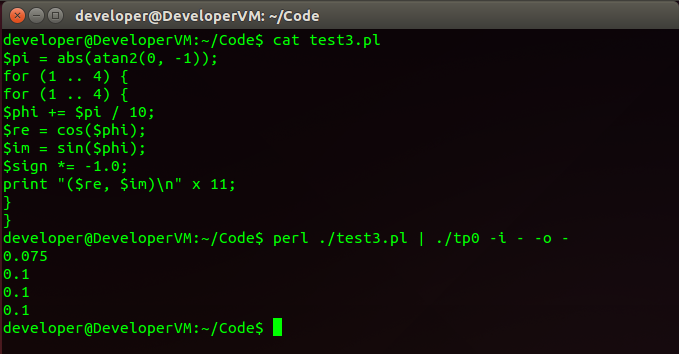 developer@DeveloperVM: ~/Code
developer@DeveloperVM:~/Code$ cat test3.pl
$pi = abs(atan2(0, -1));
for (1 .. 4) {
for (1 .. 4) {
$phi += $pi / 10;
$re = cos($phi);
$im = sin($phi);
$sign *= -1.0;
print "($re, $im)\n" x 11;
}
}
developer@DeveloperVM:~/Code$ perl ./test3.pl | ./tp0 -i - -o -
0.075
0.1
0.1
0.1
developer@DeveloperVM:~/Code$